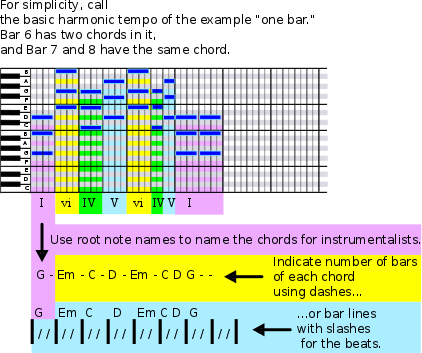 For simplicity, call
the basic harmonic tempo of the example "one bar."
Bar 6 has two chords in it,
and Bar 7 and 8 have the same chord.
B
A
G
F
E
D
C
B
A
G
F
E
D
C
I vi IV V vi IV V I
Use root note names to name the chords for instrumentalists.
G - Em - C - D - Em - C D G - -
Indicate number of bars
of each chord
using dashes...
G Em C D Em C D G
|//|//|//|//|//|//|//|//|
...or bar lines
with slashes
for the beats.